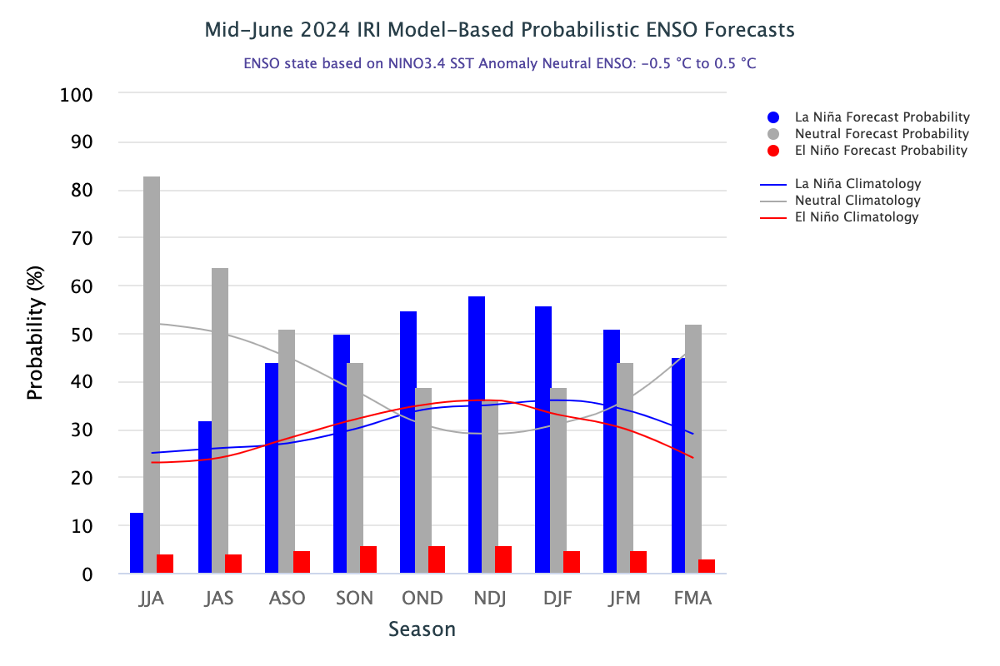 Mid-June 2024 IRI Model-Based Probabilistic ENSO Forecasts
ENSO state based on NINO3.4 SST Anomaly Neutral ENSO: -0.5 °C to 0.5 °C
100
90
80
70
60
50
40
30
20
10
0
Probability (%)
JJA JAS ASO SON OND NDJ DJF JFM FMA
Season
La Niña Forecast Probability
Neutral Forecast Probability
El Niño Forecast Probability
La Niña Climatology
Neutral Climatology
El Niño Climatology